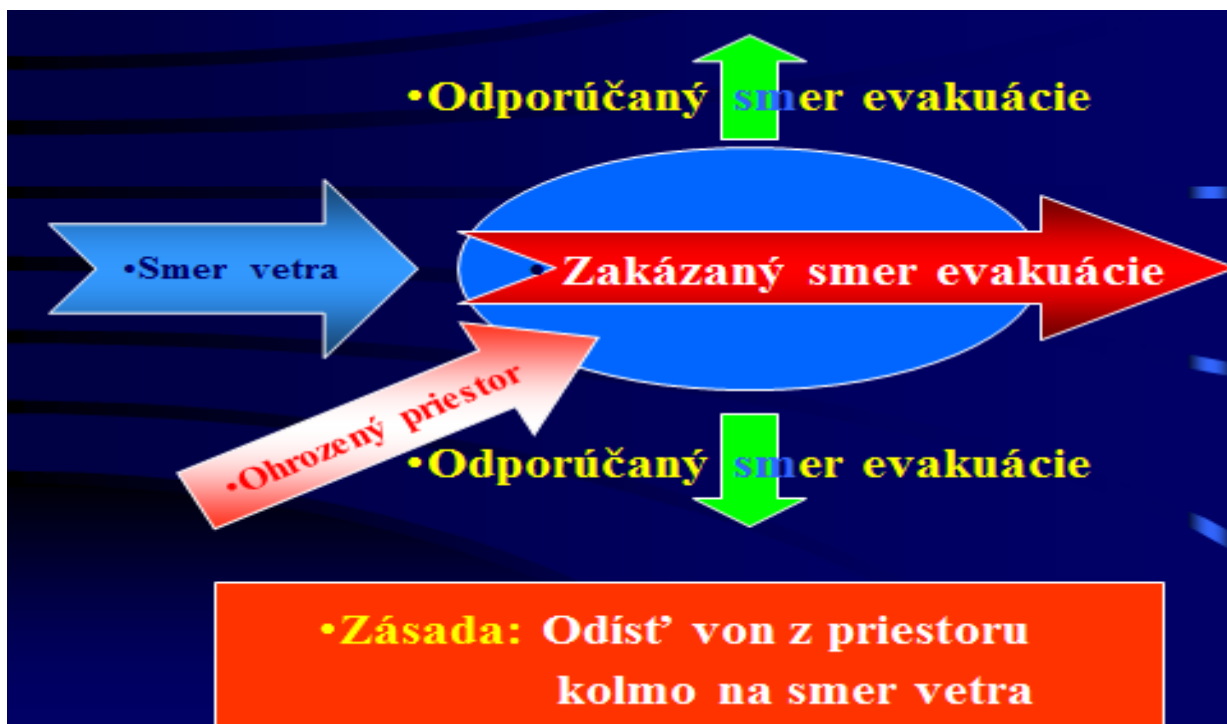 •Odporúčaný smer evakuácie
•Smer vetra
• Zakázaný smer evakuácie
•Ohrozený priestor
•Odporúčaný smer evakuácie
•Zásada: Odísť von z priestoru
kolmo na smer vetra